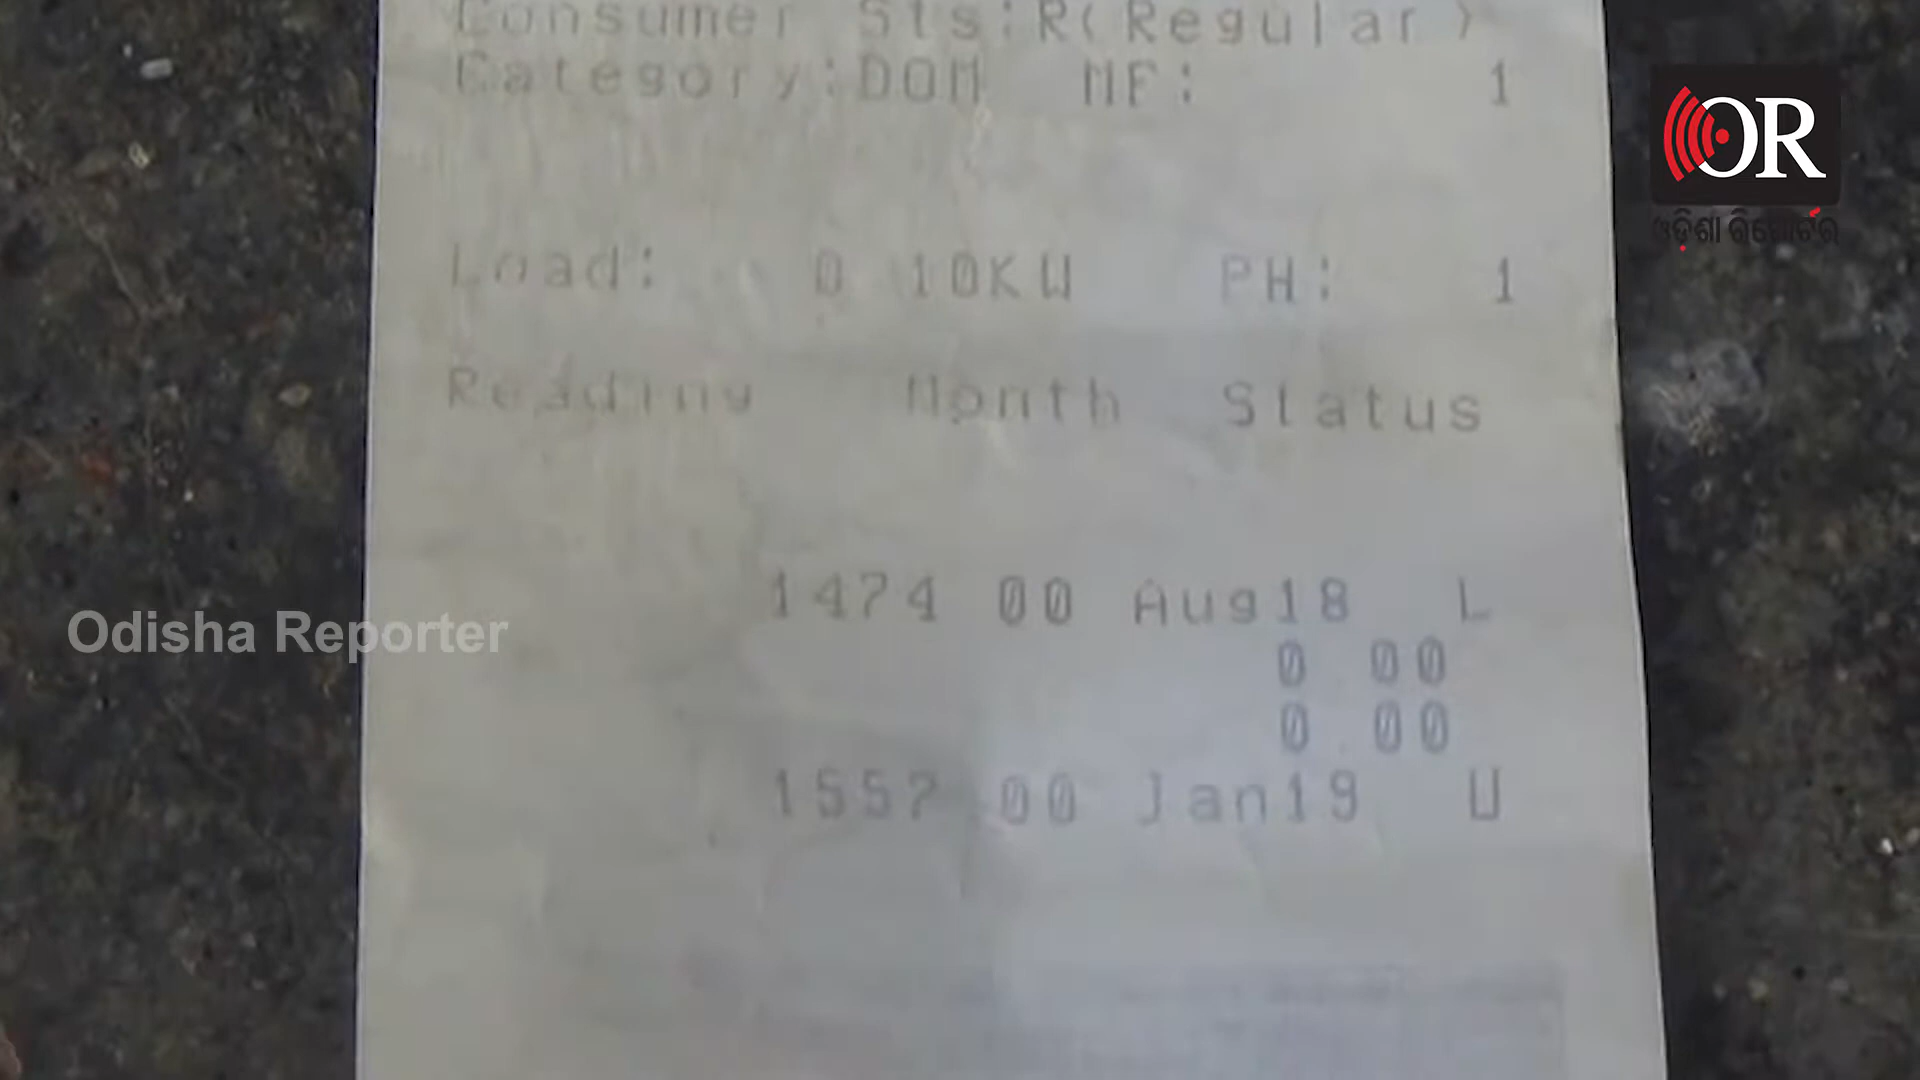 Consumer Sts:R(Regular)
Category:DOM MF: 1
OR
ଓଡ଼ିଶା ରିପୋର୍ଟର
Load: 0 10KW PH: 1
Reading Month Status
1474 00 Aug18 L
Odisha Reporter
0 00
0 00
1557 00 Jan19 U